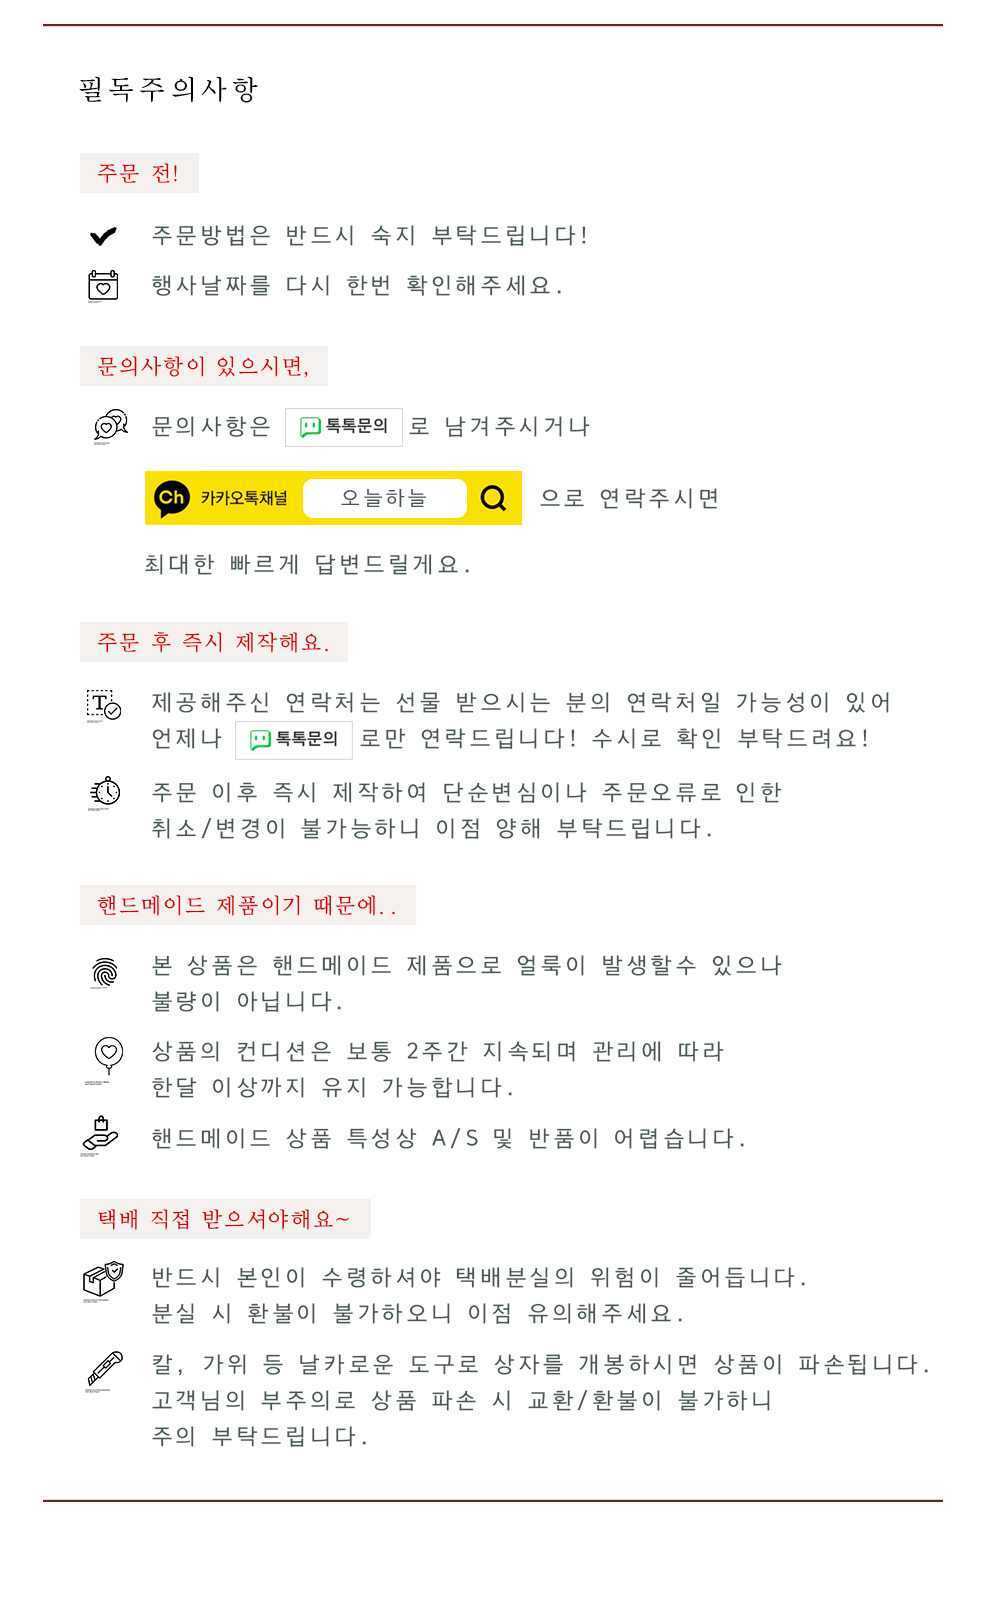 필독주의사항
주문 전!
주문방법은 반드시 숙지 부탁드립니다!
행사날짜를 다시 한번 확인해주세요.
문의사항이 있으시면,
문의사항은 톡톡문의 로 남겨주시거나
Ch 카카오톡채널 오늘하늘 으로 연락주시면
최대한 빠르게 답변드릴게요.
주문 후 즉시 제작해요.
제공해주신 연락처는 선물 받으시는 분의 연락처일 가능성이 있어
언제나 톡톡문의 로만 연락드립니다! 수시로 확인 부탁드려요!
주문 이후 즉시 제작하여 단순변심이나 주문오류로 인한
취소/변경이 불가능하니 이점 양해 부탁드립니다.
핸드메이드 제품이기 때문에..
본 상품은 핸드메이드 제품으로 얼룩이 발생할수 있으나
불량이 아닙니다.
상품의 컨디션은 보통 2주간 지속되며 관리에 따라
한달 이상까지 유지 가능합니다.
핸드메이드 상품 특성상 A/S 및 반품이 어렵습니다.
택배 직접 받으셔야해요~
반드시 본인이 수령하셔야 택배분실의 위험이 줄어듭니다.
분실 시 환불이 불가하오니 이점 유의해주세요.
칼, 가위 등 날카로운 도구로 상자를 개봉하시면 상품이 파손됩니다.
고객님의 부주의로 상품 파손 시 교환/환불이 불가하니
주의 부탁드립니다.